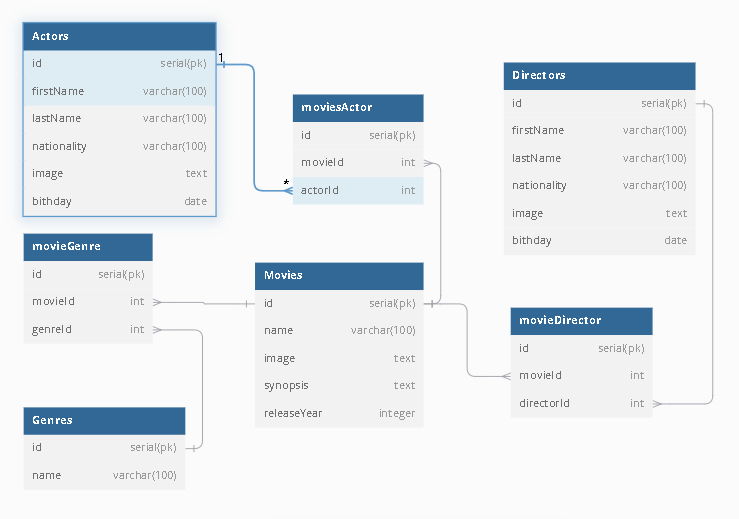 Actors
id serial(pk)
firstName varchar(100)
lastName varchar(100)
nationality varchar(100)
image text
bithday date
1
*
moviesActor
id serial(pk)
movieId int
actorId int
Directors
id serial(pk)
firstName varchar(100)
lastName varchar(100)
nationality varchar(100)
image text
bithday date
movieGenre
id serial(pk)
movieId int
genreId int
Movies
id serial(pk)
name varchar(100)
image text
synopsis text
releaseYear integer
movieDirector
id serial(pk)
movieId int
directorId int
Genres
id serial(pk)
name varchar(100)